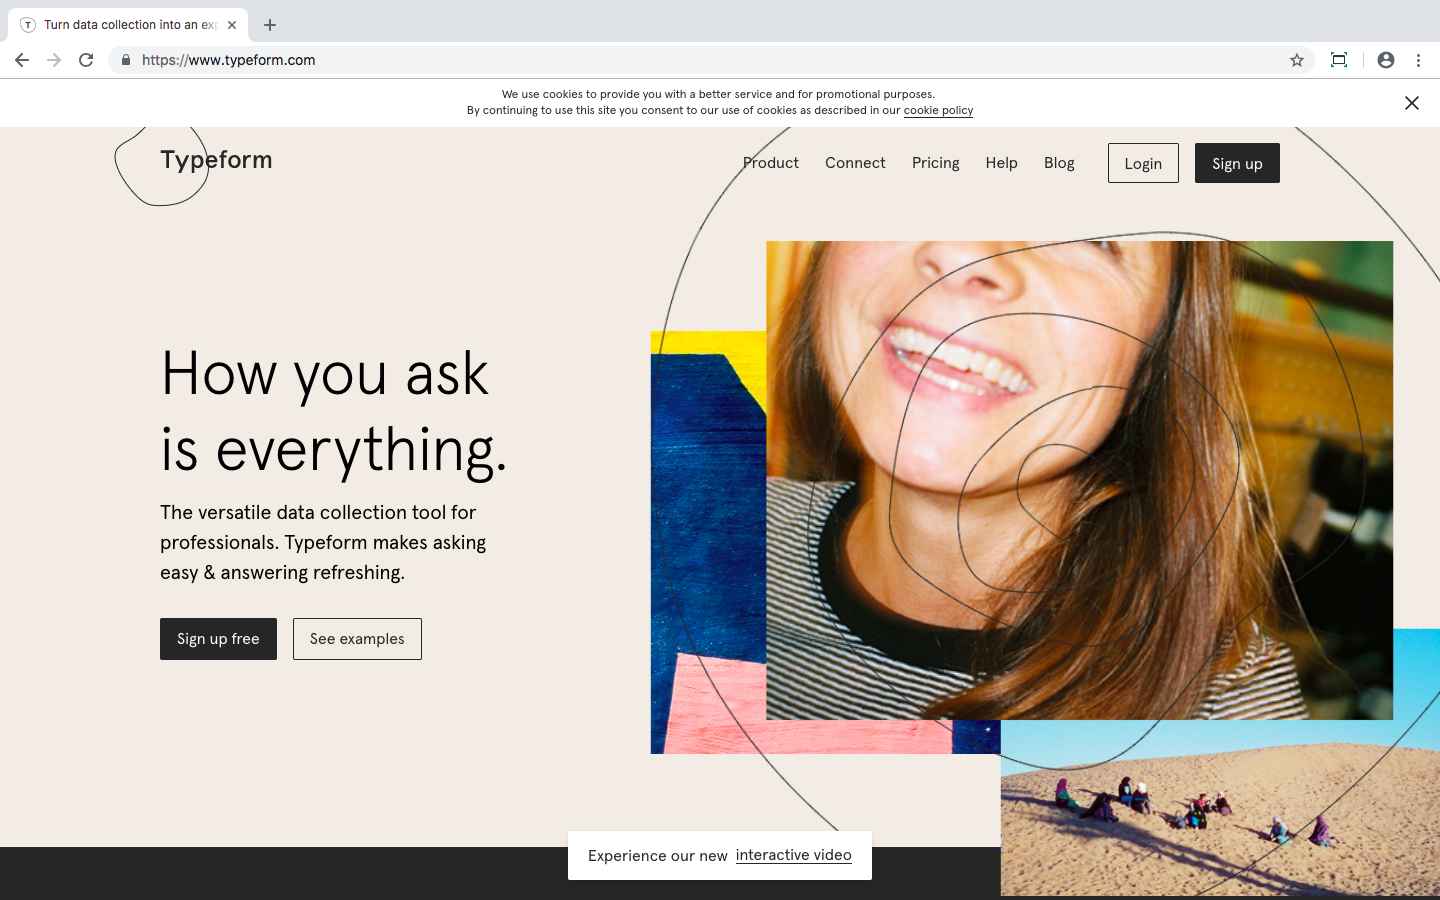 Turn data collection into an exp
https://www.typeform.com
We use cookies to provide you with a better service and for promotional purposes.
By continuing to use this site you consent to our use of cookies as described in our cookie policy
Typeform
Product Connect Pricing Help Blog Login Sign up
How you ask
is everything.
The versatile data collection tool for
professionals. Typeform makes asking
easy & answering refreshing.
Sign up free See examples
Experience our new interactive video